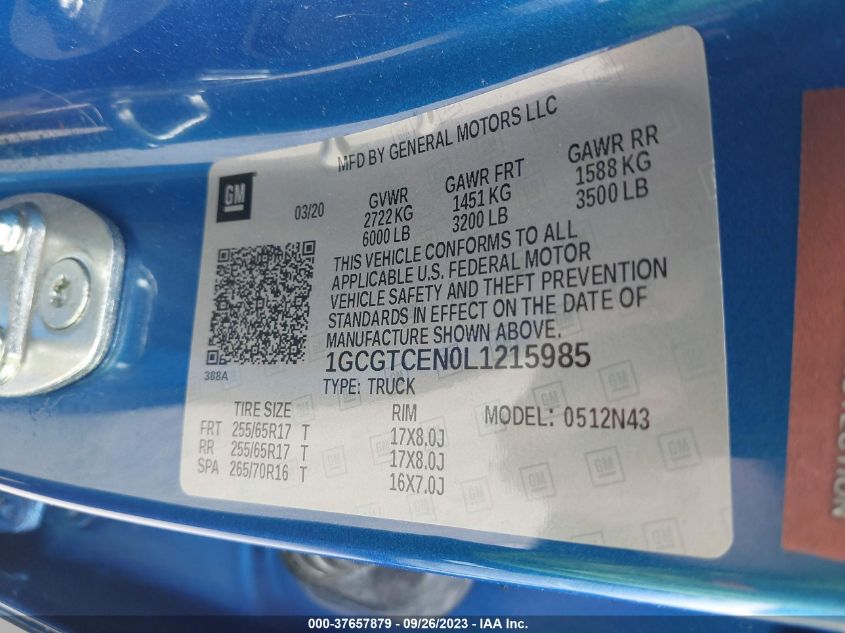 MFD BY GENERAL MOTORS LLC
GM
03/20
GVWR GAWR FRT GAWR RR
2722 KG 1451 KG 1588 KG
6000 LB 3200 LB 3500 LB
THIS VEHICLE CONFORMS TO ALL
APPLICABLE U.S. FEDERAL MOTOR
VEHICLE SAFETY AND THEFT PREVENTION
STANDARDS IN EFFECT ON THE DATE OF
MANUFACTURE SHOWN ABOVE.
388A
1GCGTCEN0L1215985
TYPE: TRUCK
TIRE SIZE RIM MODEL: 0512N43
FRT 255/65R17 T 17X8.0J
RR 255/65R17 T 17X8.0J
SPA 265/70R16 T 16X7.0J
000-37657879 - 09/26/2023 - IAA Inc.